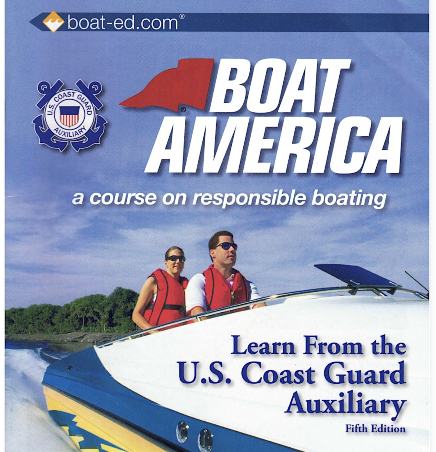 boat-ed.com®
U.S. COAST GUARD
AUXILIARY
BOAT
AMERICA
a course on responsible boating
Learn From the
U.S. Coast Guard
Auxiliary
Fifth Edition